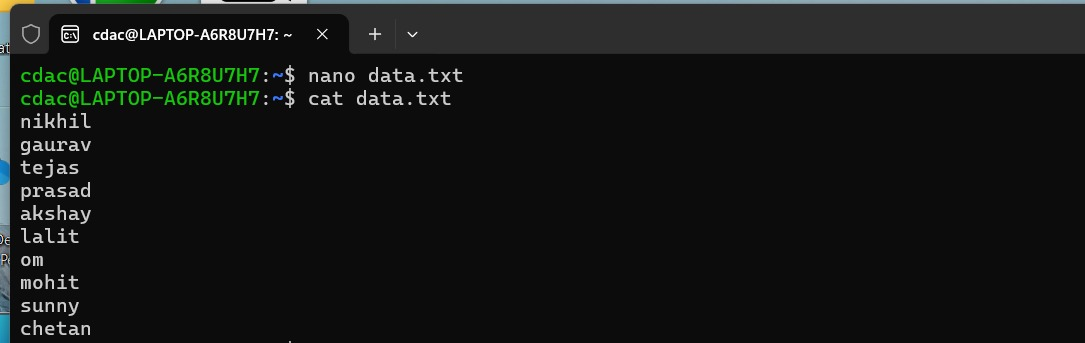 cdac@LAPTOP-A6R8U7H7: ~
cdac@LAPTOP-A6R8U7H7:~$ nano data.txt
cdac@LAPTOP-A6R8U7H7:~$ cat data.txt
nikhil
gaurav
tejas
prasad
akshay
lalit
om
mohit
sunny
chetan